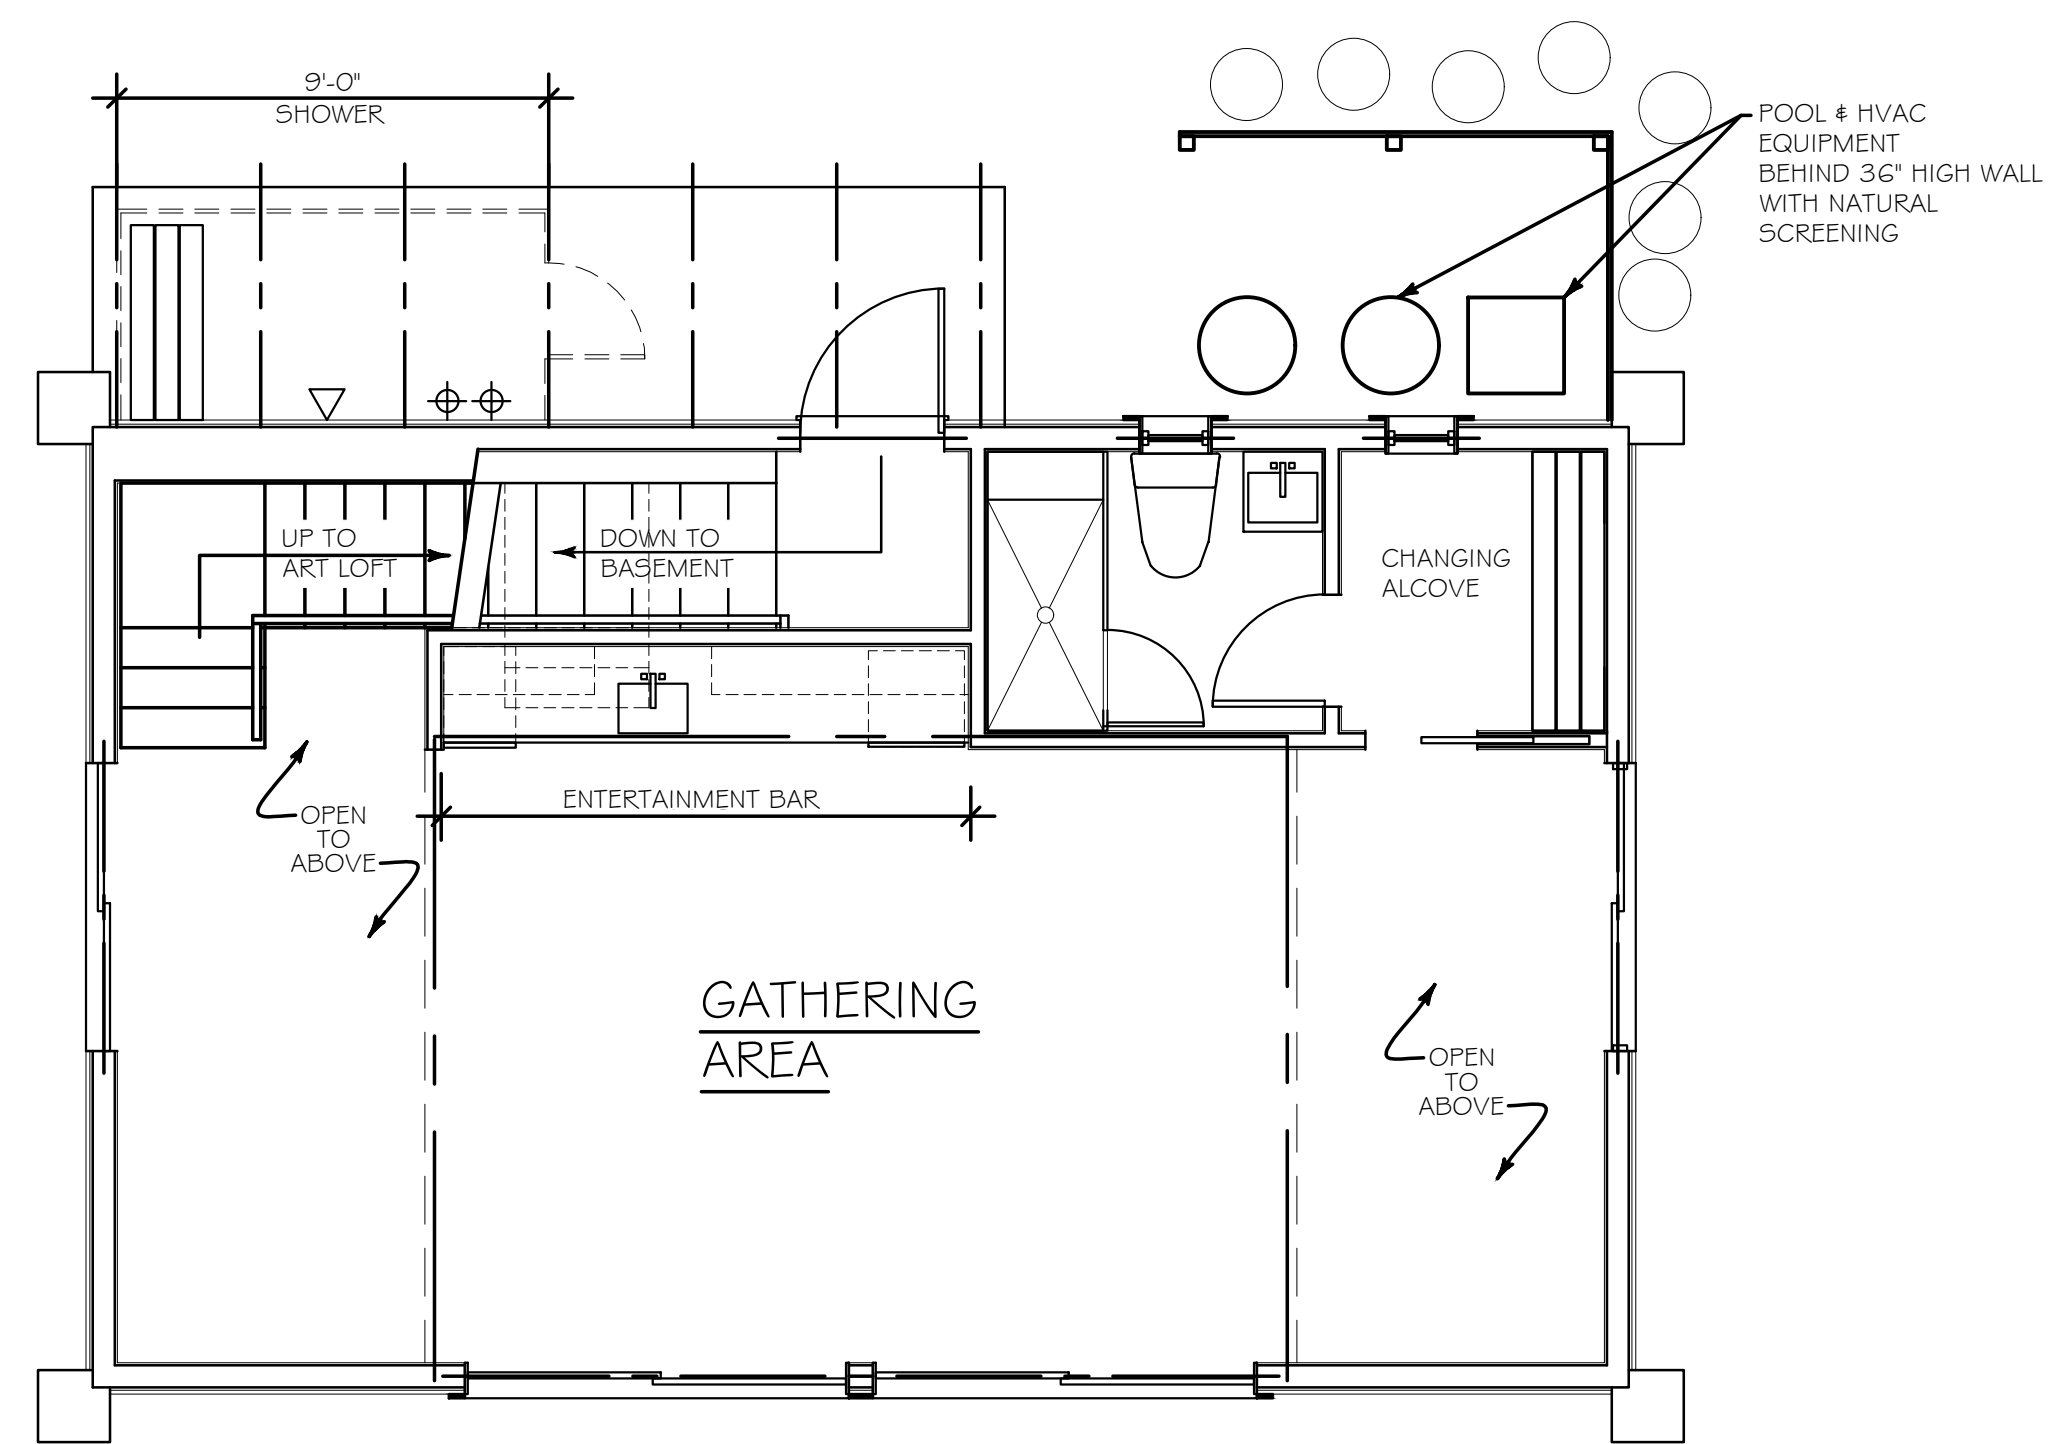 9'-0"
SHOWER
POOL & HVAC
EQUIPMENT
BEHIND 36" HIGH WALL
WITH NATURAL
SCREENING
UP TO
ART LOFT
DOWN TO
BASEMENT
CHANGING
ALCOVE
ENTERTAINMENT BAR
OPEN
TO
ABOVE
GATHERING
AREA
OPEN
TO
ABOVE